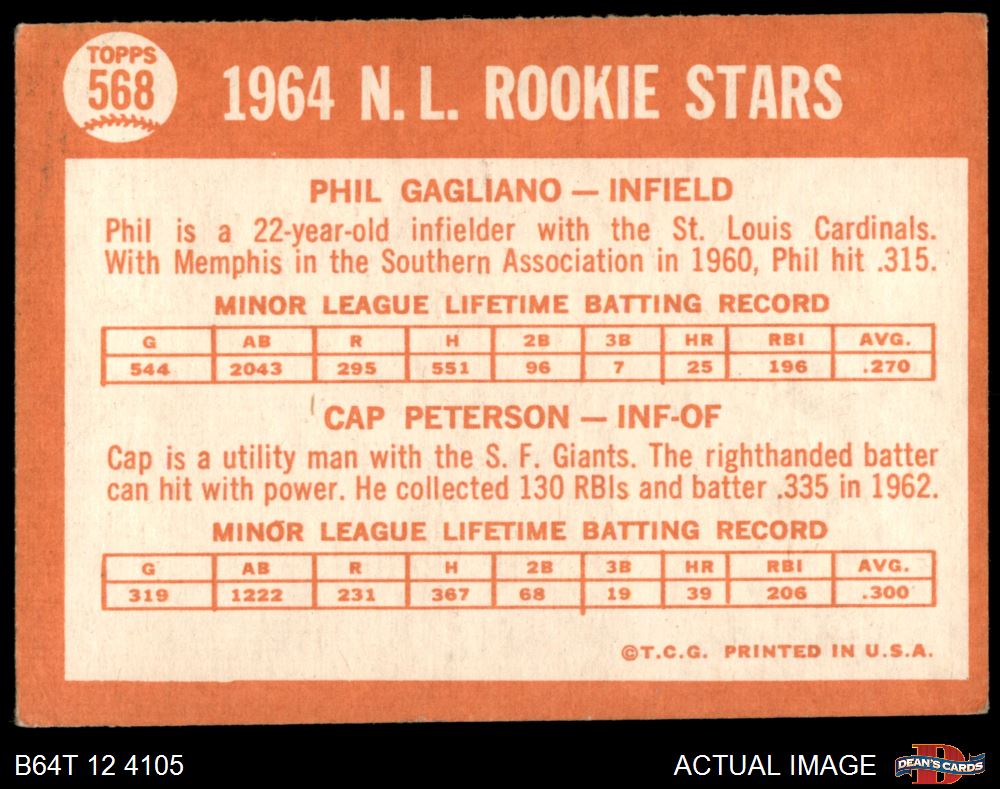 TOPPS
568
1964 N.L. ROOKIE STARS
PHIL GAGLIANO — INFIELD
Phil is a 22-year-old infielder with the St. Louis Cardinals.
With Memphis in the Southern Association in 1960, Phil hit .315.
MINOR LEAGUE LIFETIME BATTING RECORD
G AB R H 2B 3B HR RBI AVG.
544 2043 295 551 96 7 25 196 .270
CAP PETERSON — INF-OF
Cap is a utility man with the S. F. Giants. The righthanded batter
can hit with power. He collected 130 RBIs and batter .335 in 1962.
MINOR LEAGUE LIFETIME BATTING RECORD
G AB R H 2B 3B HR RBI AVG.
319 1222 231 367 68 19 39 206 .300
©T.C.G. PRINTED IN U.S.A.
B64T 12 4105
ACTUAL IMAGE
D
DEAN'S CARDS